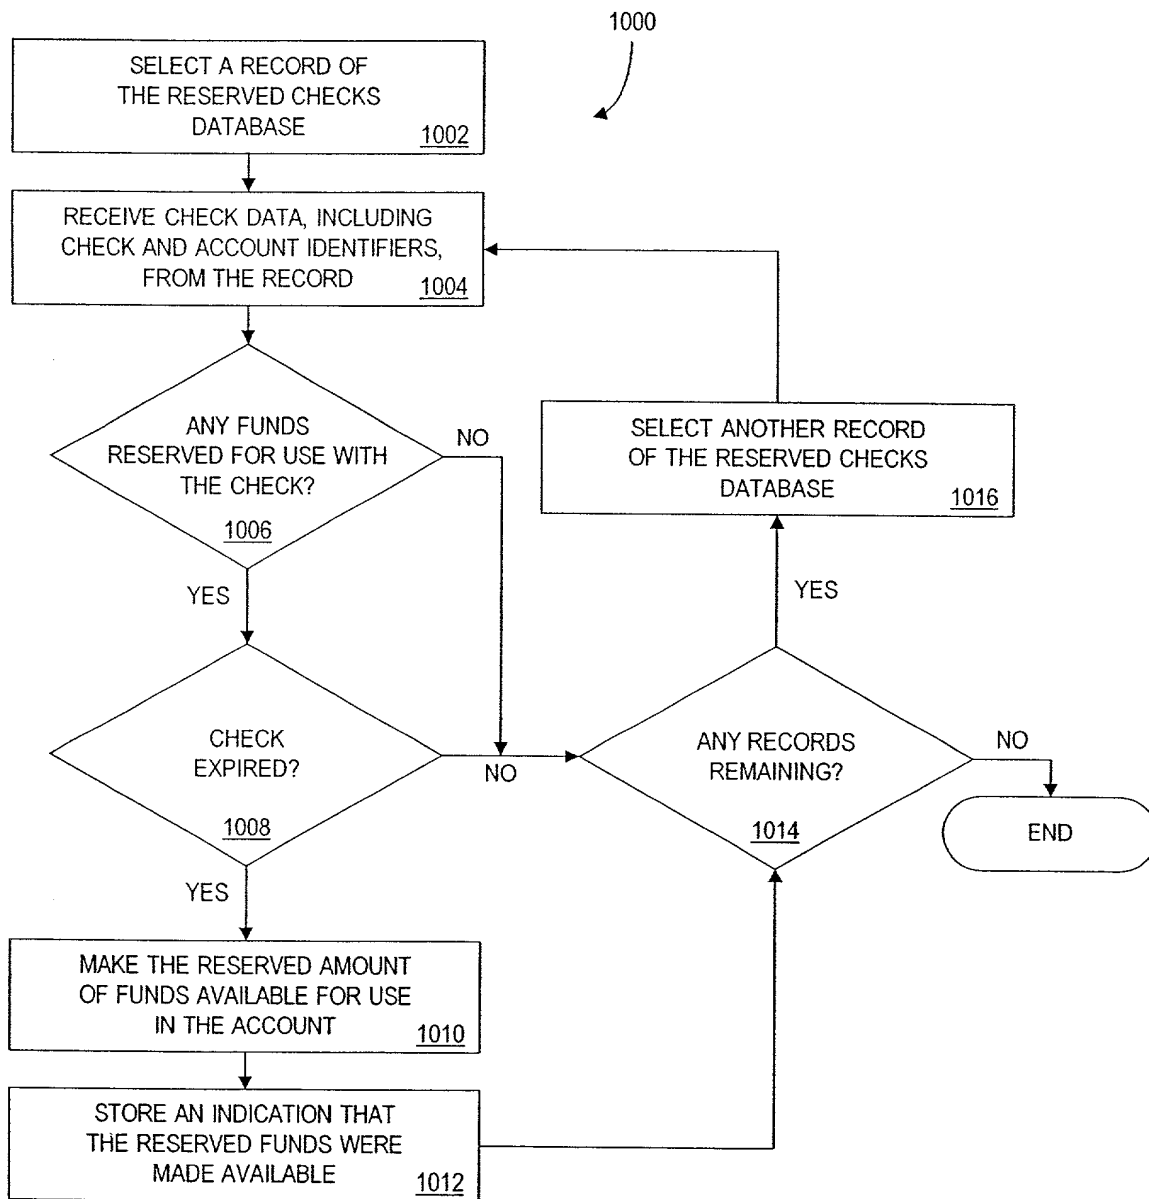 1000
SELECT A RECORD OF
THE RESERVED CHECKS
DATABASE
1002
RECEIVE CHECK DATA, INCLUDING
CHECK AND ACCOUNT IDENTIFIERS,
FROM THE RECORD
1004
ANY FUNDS
RESERVED FOR USE WITH
THE CHECK?
1006
NO
YES
CHECK
EXPIRED?
1008
NO
YES
MAKE THE RESERVED AMOUNT
OF FUNDS AVAILABLE FOR USE
IN THE ACCOUNT
1010
STORE AN INDICATION THAT
THE RESERVED FUNDS WERE
MADE AVAILABLE
1012
SELECT ANOTHER RECORD
OF THE RESERVED CHECKS
DATABASE
1016
YES
ANY RECORDS
REMAINING?
1014
NO
END